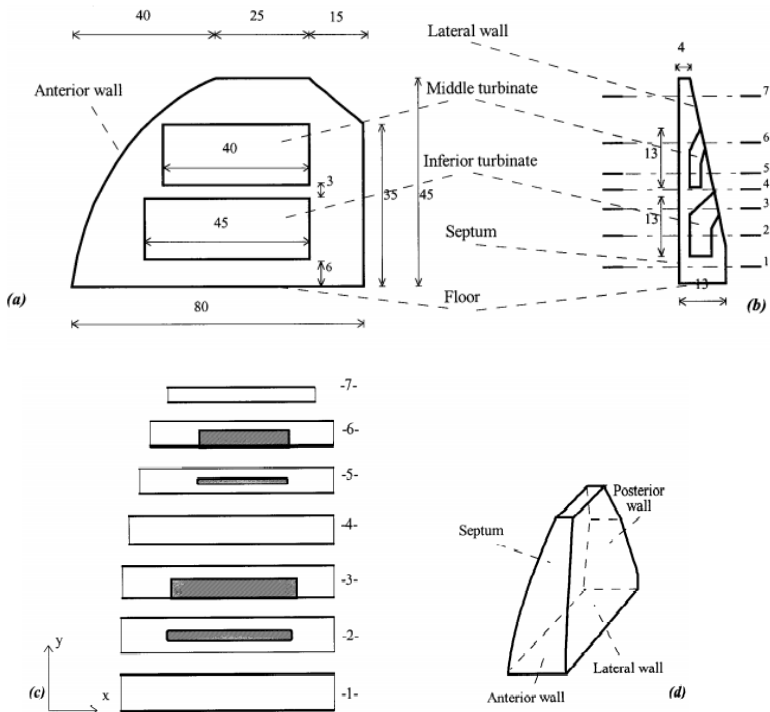 40
25
15
Anterior wall
40
3
45
6
35
45
80
(a)
Lateral wall
Middle turbinate
Inferior turbinate
Septum
Floor
4
13
13
13
7
6
5
4
3
2
1
(b)
-7-
-6-
-5-
-4-
-3-
-2-
-1-
y
x
(c)
Septum
Posterior
wall
Lateral wall
Anterior wall
(d)